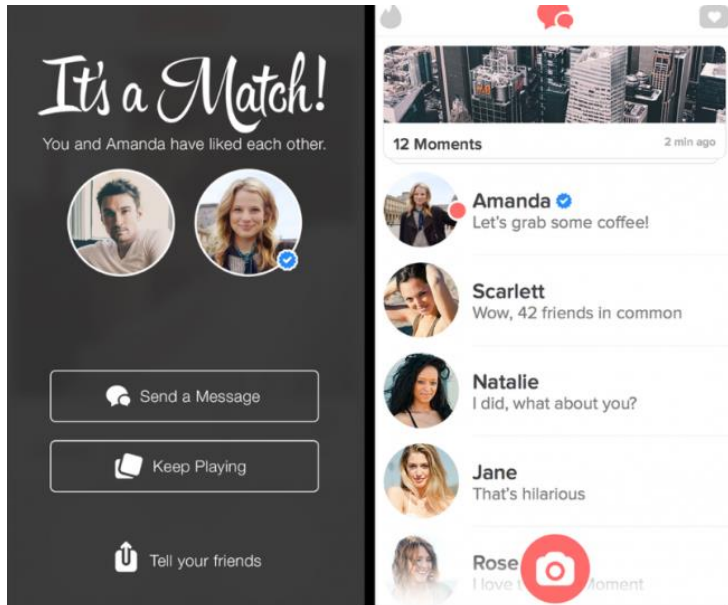 It's a Match!
You and Amanda have liked each other.
Send a Message
Keep Playing
Tell your friends
12 Moments
2 min ago
Amanda
Let's grab some coffee!
Scarlett
Wow, 42 friends in common
Natalie
I did, what about you?
Jane
That's hilarious
Rose
I love Moment